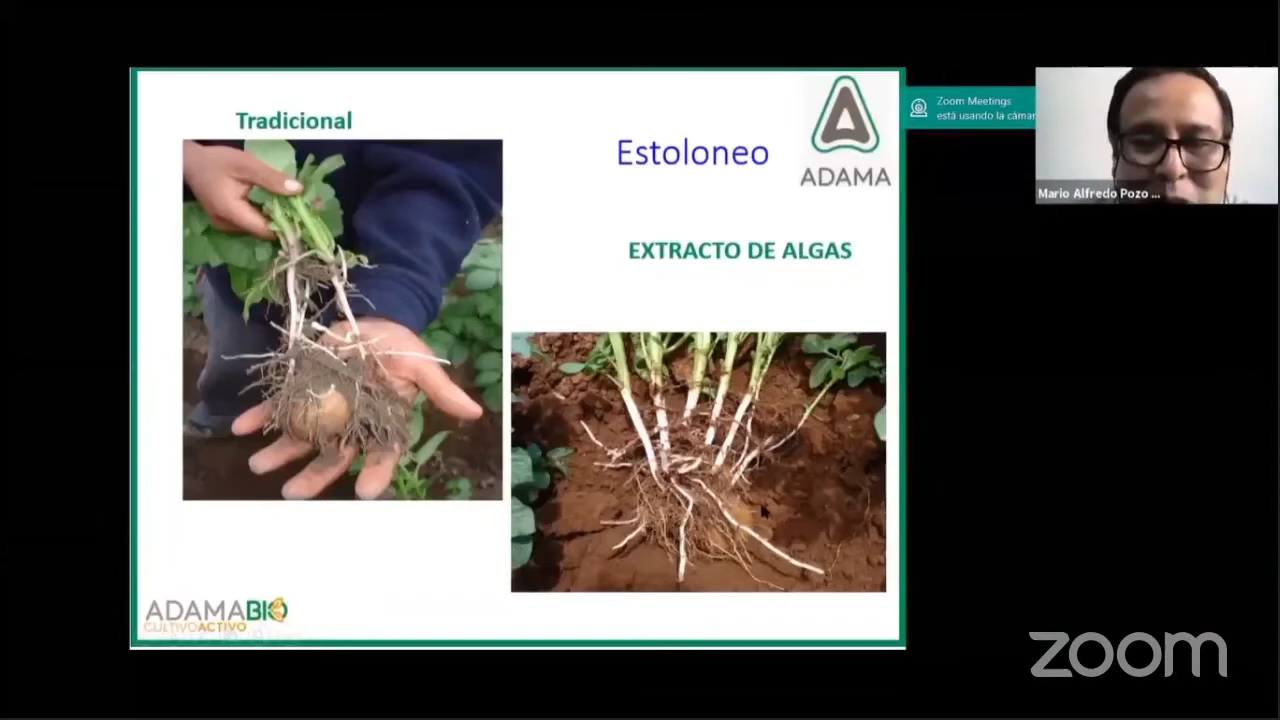 Tradicional
Estoloneo
ADAMA
EXTRACTO DE ALGAS
ADAMABIO
CULTIVOACTIVO
Zoom Meetings
está usando la cámar
Mario Alfredo Pozo ...
zoom